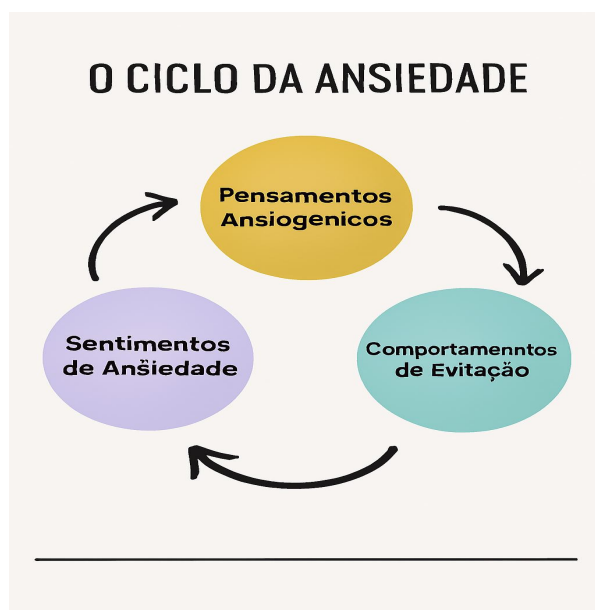 O CICLO DA ANSIEDADE
Pensamentos
Ansiogenicos
Sentimentos
de Ansiedade
Comportamenntos
de Evitação